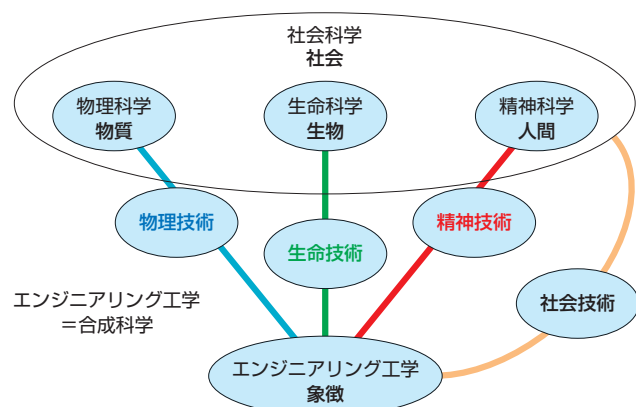 社会科学
社会
物理科学
物質
生命科学
生物
精神科学
人間
物理技術
生命技術
精神技術
社会技術
エンジニアリング工学
＝合成科学
エンジニアリング工学
象徴